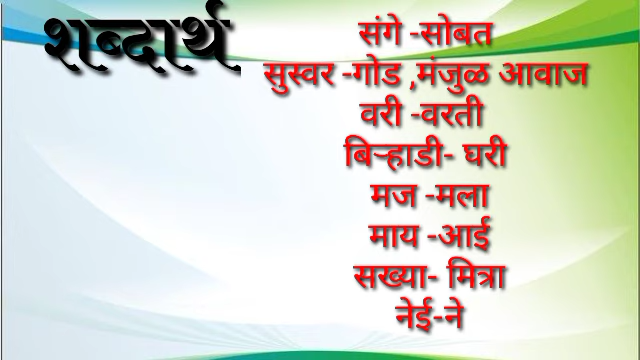 शब्दार्थ
संगे -सोबत
सुस्वर -गोड ,मंजुळ आवाज
वरी -वरती
बिऱ्हाडी- घरी
मज -मला
माय -आई
सख्या- मित्रा
नेई-ने